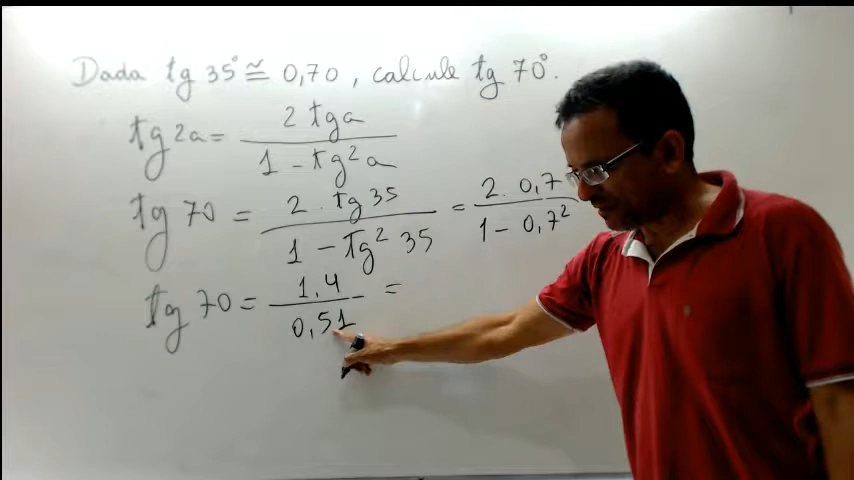 Dada tg 35° ≅ 0,70, calcule tg 70°.
tg 2a = 2 tg a / 1 - tg² a
tg 70 = 2 . tg 35 / 1 - tg² 35 = 2 . 0,7 / 1 - 0,7²
tg 70 = 1,4 / 0,51 =